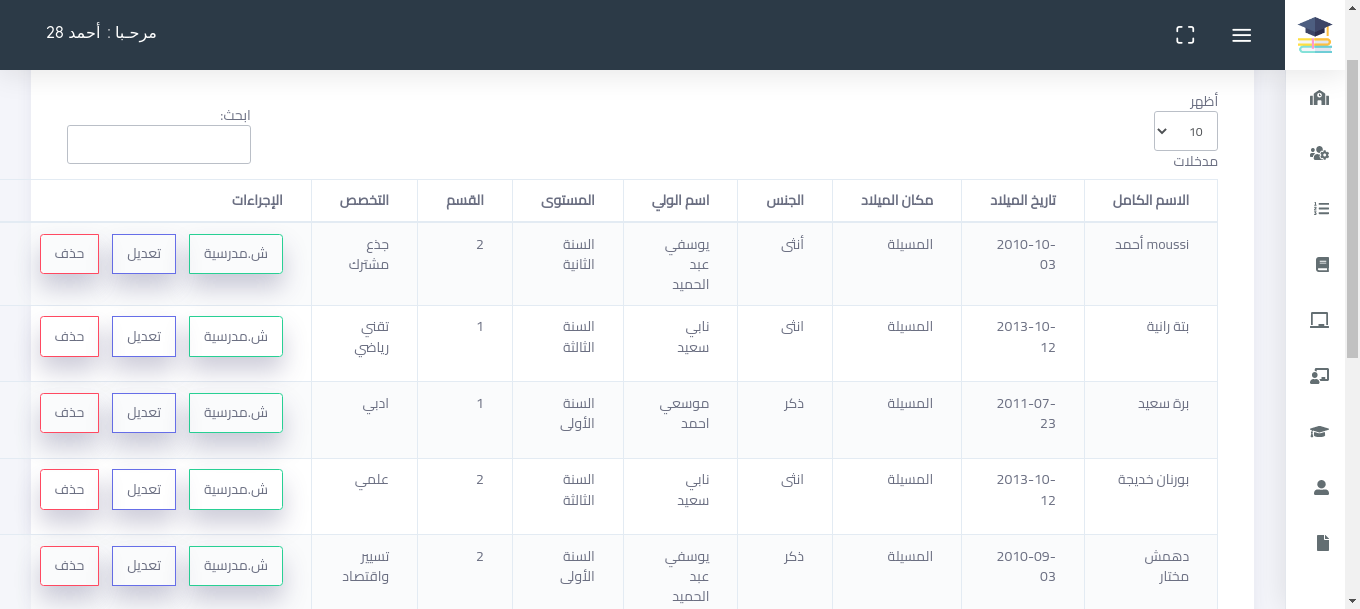 مرحـبا : أحمد 28
أظهر
10
مدخلات
ابحث:
الاسم الكامل
تاريخ الميلاد
مكان الميلاد
الجنس
اسم الولي
المستوى
القسم
التخصص
الإجراءات
moussi أحمد
2010-10-
03
المسيلة
أنثى
يوسفي
عبد
الحميد
السنة
الثانية
2
جذع
مشترك
ش.مدرسية
تعديل
حذف
بتة رانية
2013-10-
12
المسيلة
انثى
نابي
سعيد
السنة
الثالثة
1
تقني
رياضي
ش.مدرسية
تعديل
حذف
برة سعيد
2011-07-
23
المسيلة
ذكر
موسعي
احمد
السنة
الأولى
1
ادبي
ش.مدرسية
تعديل
حذف
بورنان خديجة
2013-10-
12
المسيلة
انثى
نابي
سعيد
السنة
الثالثة
2
علمي
ش.مدرسية
تعديل
حذف
دهمش
مختار
2010-09-
03
المسيلة
ذكر
يوسفي
عبد
الحميد
السنة
الأولى
2
تسيير
واقتصاد
ش.مدرسية
تعديل
حذف